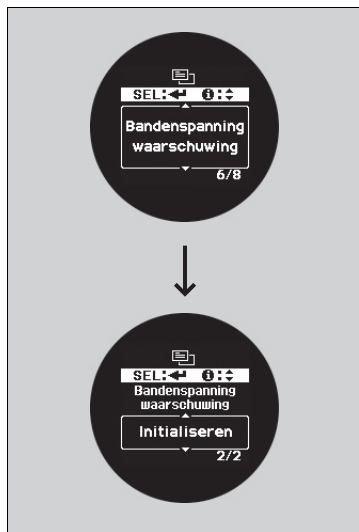 SEL:↵ ℹ:⬍
Bandenspanning
waarschuwing
6/8
SEL:↵ ℹ:⬍
Bandenspanning
waarschuwing
Initialiseren
2/2